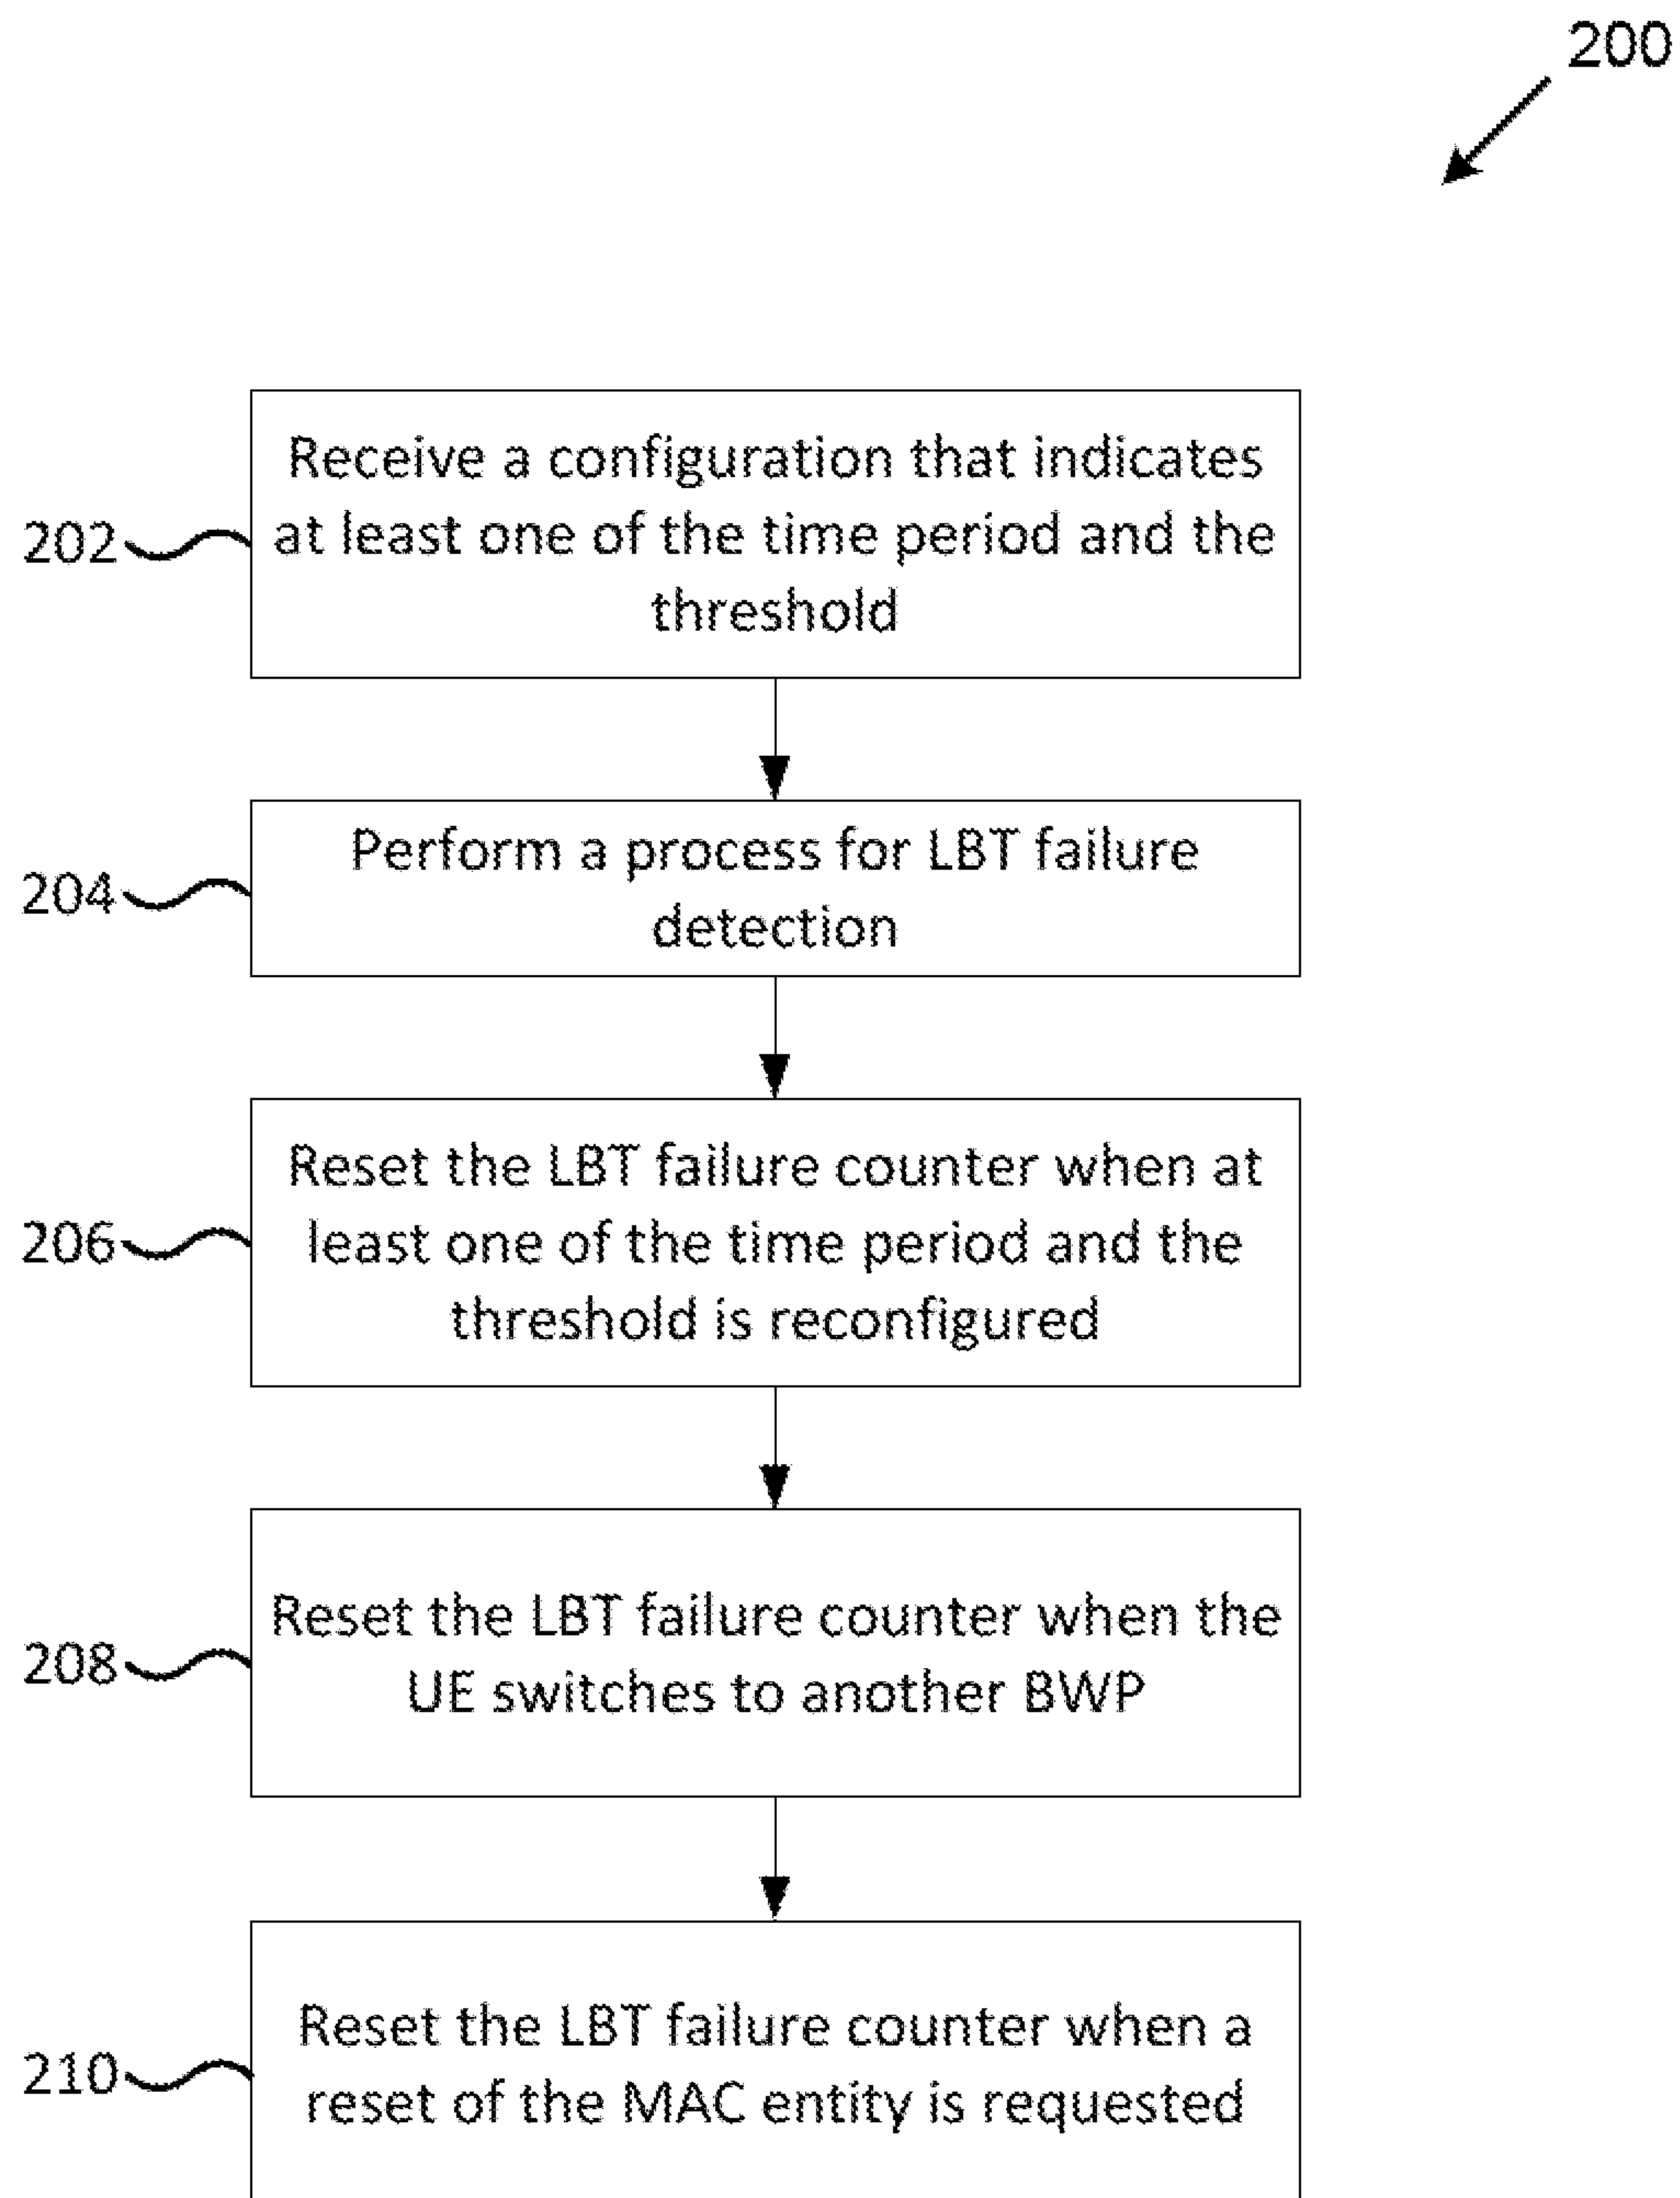 200
Receive a configuration that indicates
202
at least one of the time period and the
threshold
Perform a process for LBT failure
204
detection
Reset the LBT failure counter when at
206
least one of the time period and the
threshold is reconfigured
Reset the LBT failure counter when the
208
UE switches to another BWP
Reset the LBT failure counter when a
210
reset of the MAC entity is requested